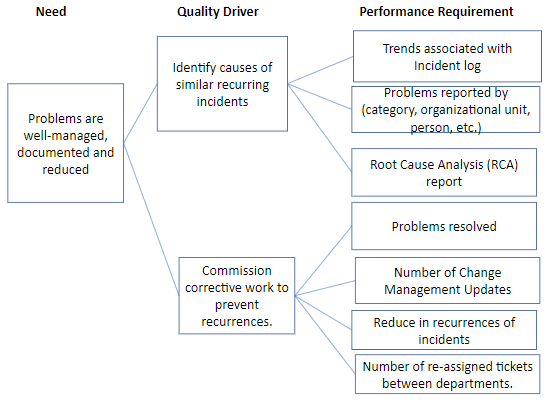 Need
Quality Driver
Performance Requirement
Problems are
well-managed,
documented and
reduced
Identify causes of
similar recurring
incidents
Commission
corrective work to
prevent
recurrences.
Trends associated with
Incident log
Problems reported by
(category, organizational unit,
person, etc.)
Root Cause Analysis (RCA)
report
Problems resolved
Number of Change
Management Updates
Reduce in recurrences of
incidents
Number of re-assigned tickets
between departments.